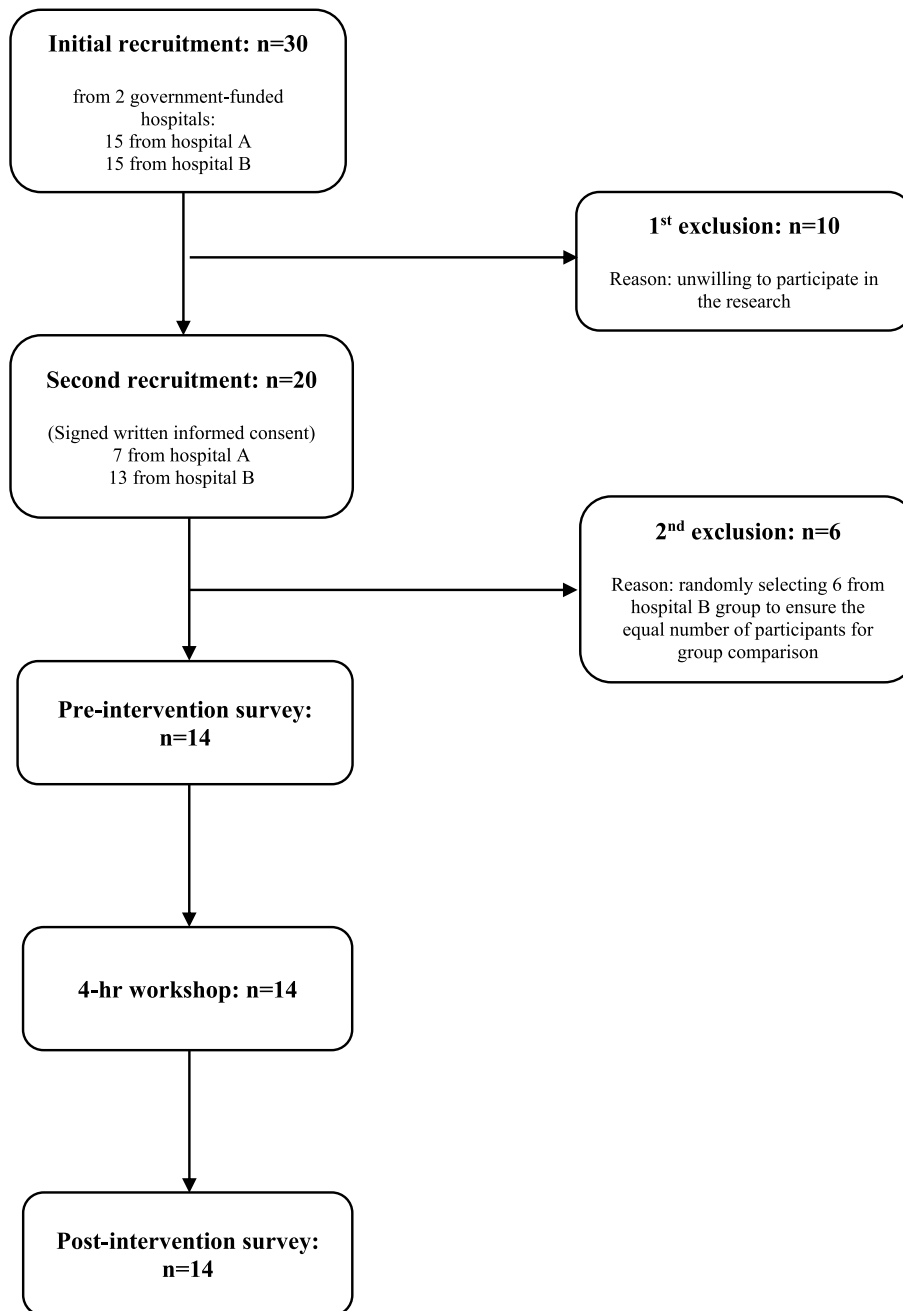 Initial recruitment: n=30
from 2 government-funded
hospitals:
15 from hospital A
15 from hospital B
1st exclusion: n=10
Reason: unwilling to participate in
the research
Second recruitment: n=20
(Signed written informed consent)
7 from hospital A
13 from hospital B
2nd exclusion: n=6
Reason: randomly selecting 6 from
hospital B group to ensure the
equal number of participants for
group comparison
Pre-intervention survey:
n=14
4-hr workshop: n=14
Post-intervention survey:
n=14